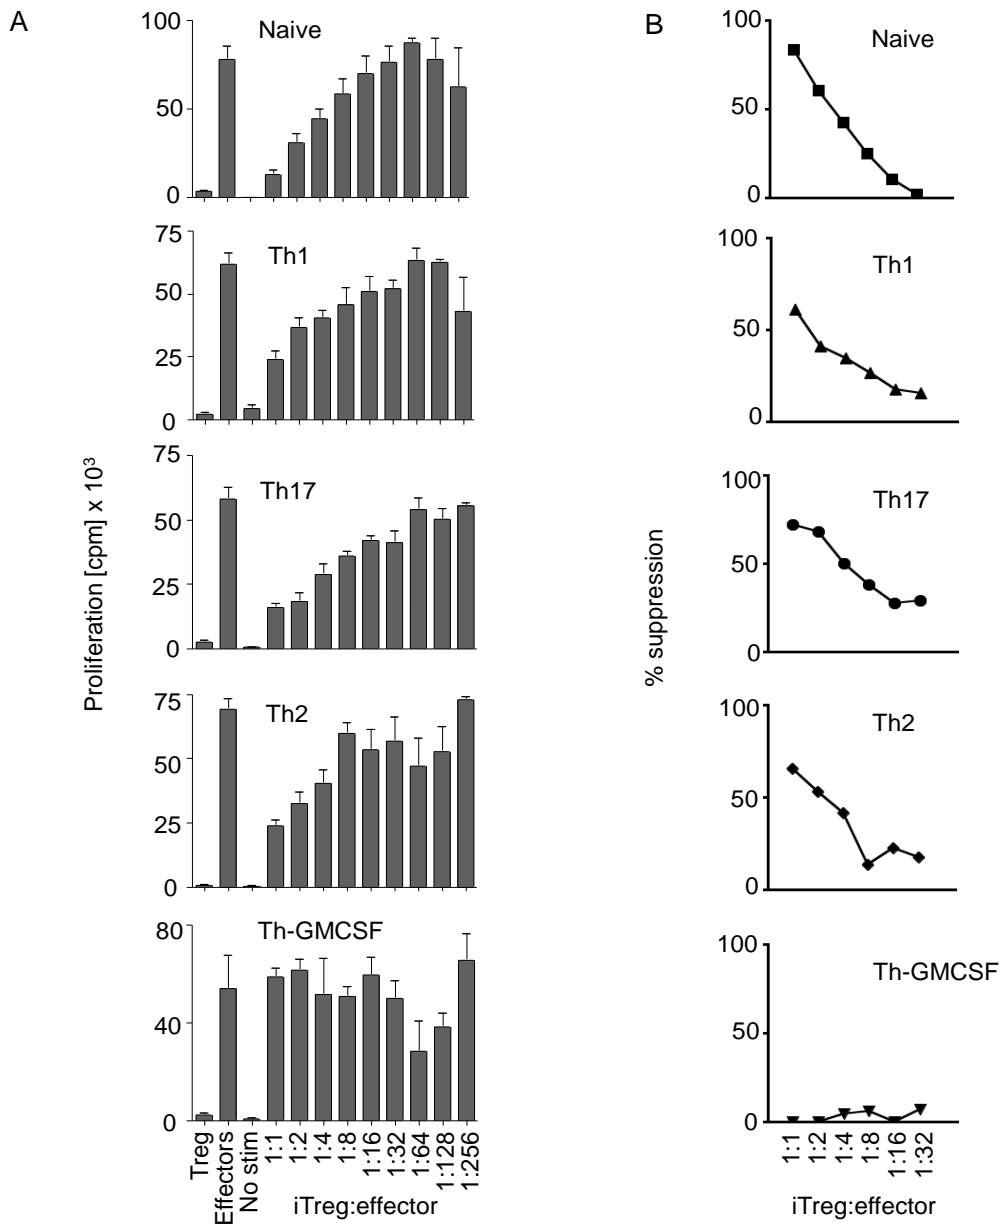 A
Proliferation [cpm] x 10³
100
50
0
Naive
75
50
25
0
Th1
75
50
25
0
Th17
75
50
25
0
Th2
80
40
0
Th-GMCSF
Treg
Effectors
No stim
1:1
1:2
1:4
1:8
1:16
1:32
1:64
1:128
1:256
iTreg:effector
B
% suppression
100
50
0
Naive
100
50
0
Th1
100
50
0
Th17
100
50
0
Th2
100
50
0
Th-GMCSF
1:1
1:2
1:4
1:8
1:16
1:32
iTreg:effector